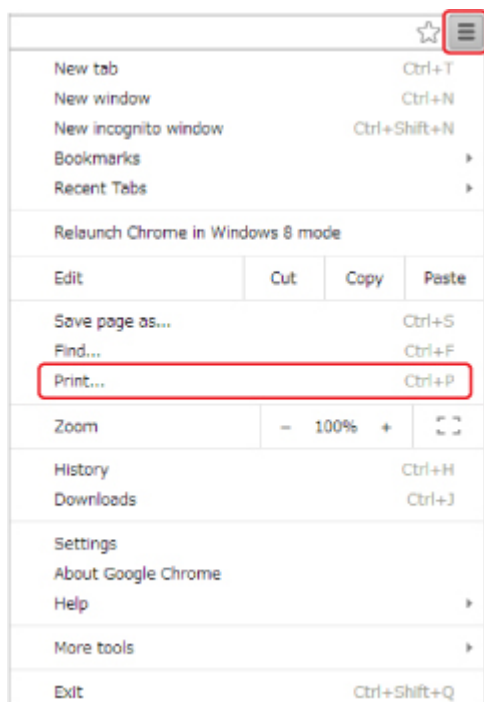 New tab Ctrl+T
New window Ctrl+N
New incognito window Ctrl+Shift+N
Bookmarks
Recent Tabs
Relaunch Chrome in Windows 8 mode
Edit Cut Copy Paste
Save page as... Ctrl+S
Find... Ctrl+F
Print... Ctrl+P
Zoom − 100% +
History Ctrl+H
Downloads Ctrl+J
Settings
About Google Chrome
Help
More tools
Exit Ctrl+Shift+Q